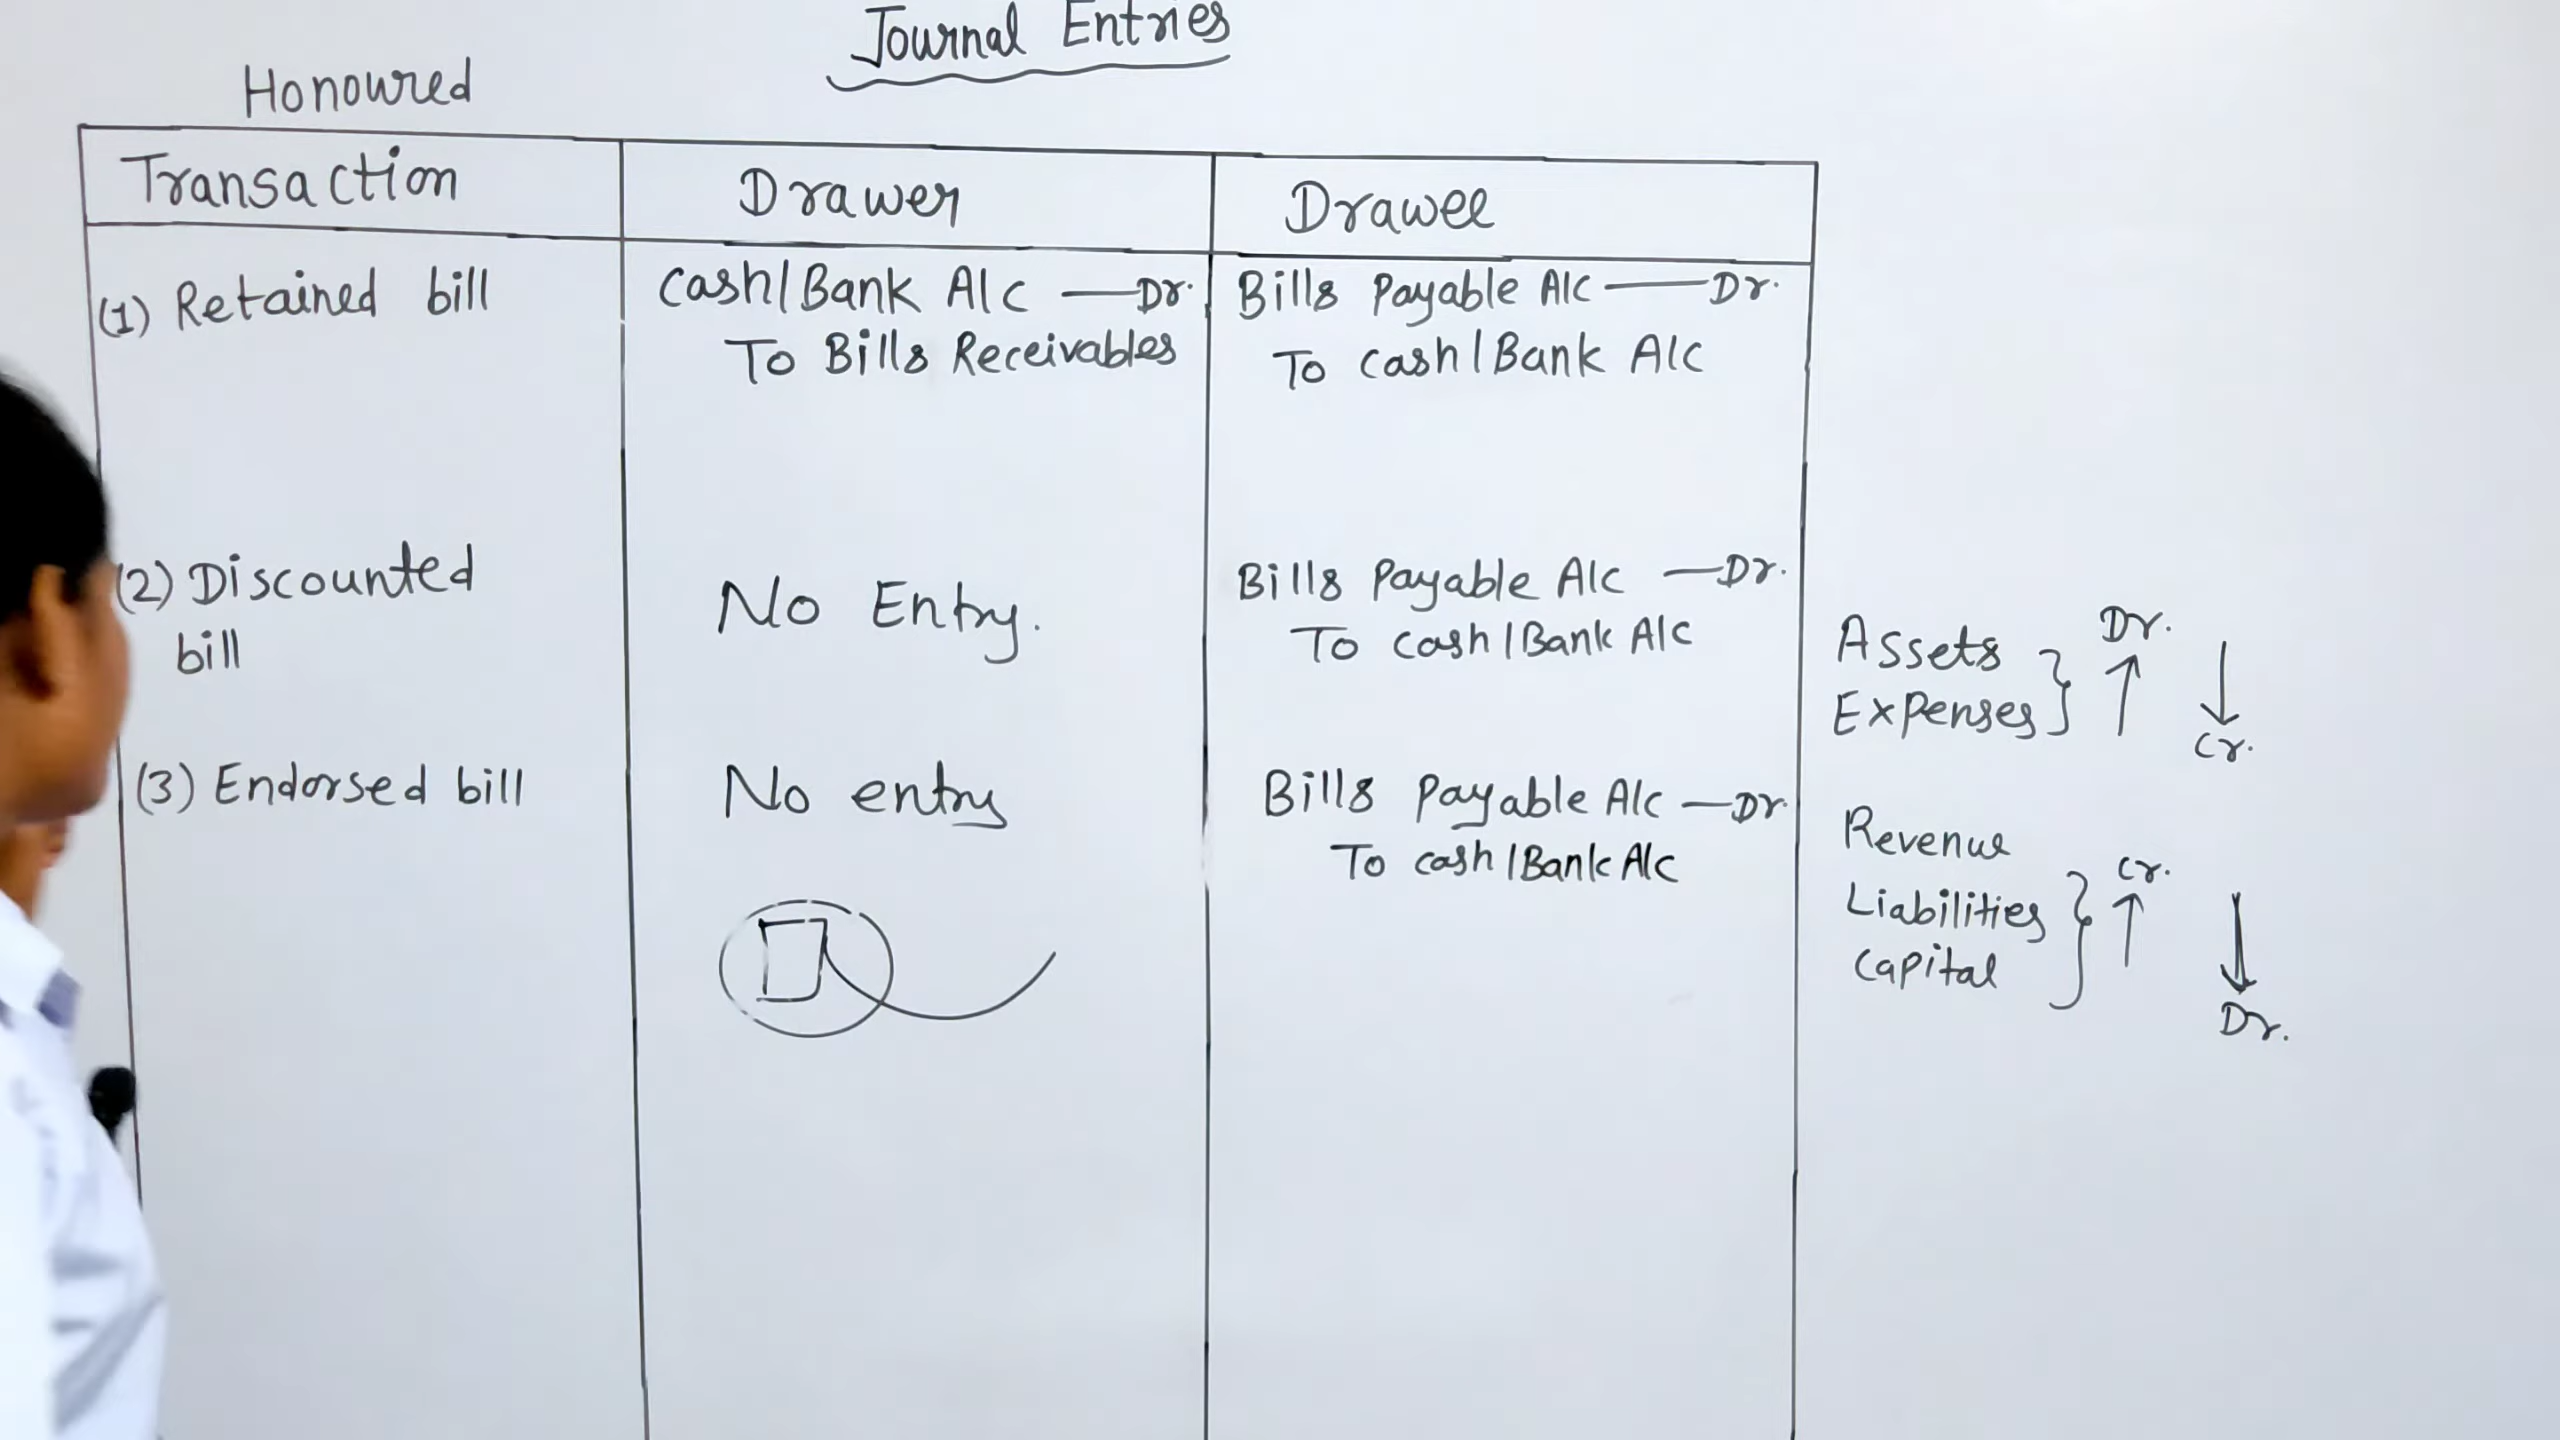 Journal Entries
Honoured
Transaction Drawer Drawee
(1) Retained bill Cash/Bank A/c — Dr. Bills Payable A/c — Dr.
To Bills Receivables To cash/Bank A/c
(2) Discounted bill No Entry. Bills Payable A/c — Dr.
To cash/Bank A/c
(3) Endorsed bill No entry Bills Payable A/c — Dr.
To cash/Bank A/c
Assets } Dr. ↑ ↓
Expenses } Cr.
Revenue
Liabilities } Cr. ↑ ↓
Capital
Dr.